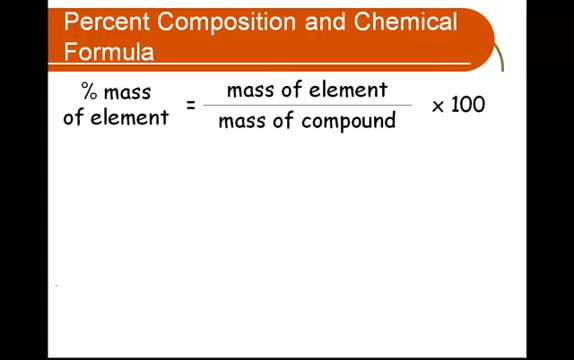 Percent Composition and Chemical
Formula
% mass
of element
=
mass of element
mass of compound
x 100